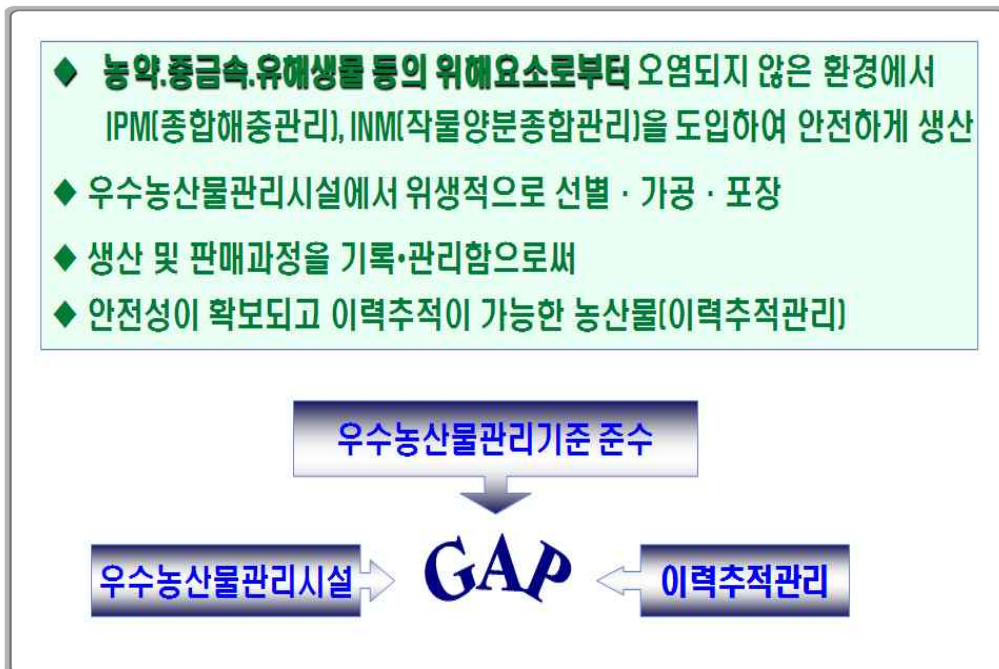 ◆ 농약.중금속.유해생물 등의 위해요소로부터 오염되지 않은 환경에서
IPM(종합해충관리), INM(작물양분종합관리)을 도입하여 안전하게 생산
◆ 우수농산물관리시설에서 위생적으로 선별 · 가공 · 포장
◆ 생산 및 판매과정을 기록•관리함으로써
◆ 안전성이 확보되고 이력추적이 가능한 농산물(이력추적관리)
우수농산물관리기준 준수
우수농산물관리시설
GAP
이력추적관리